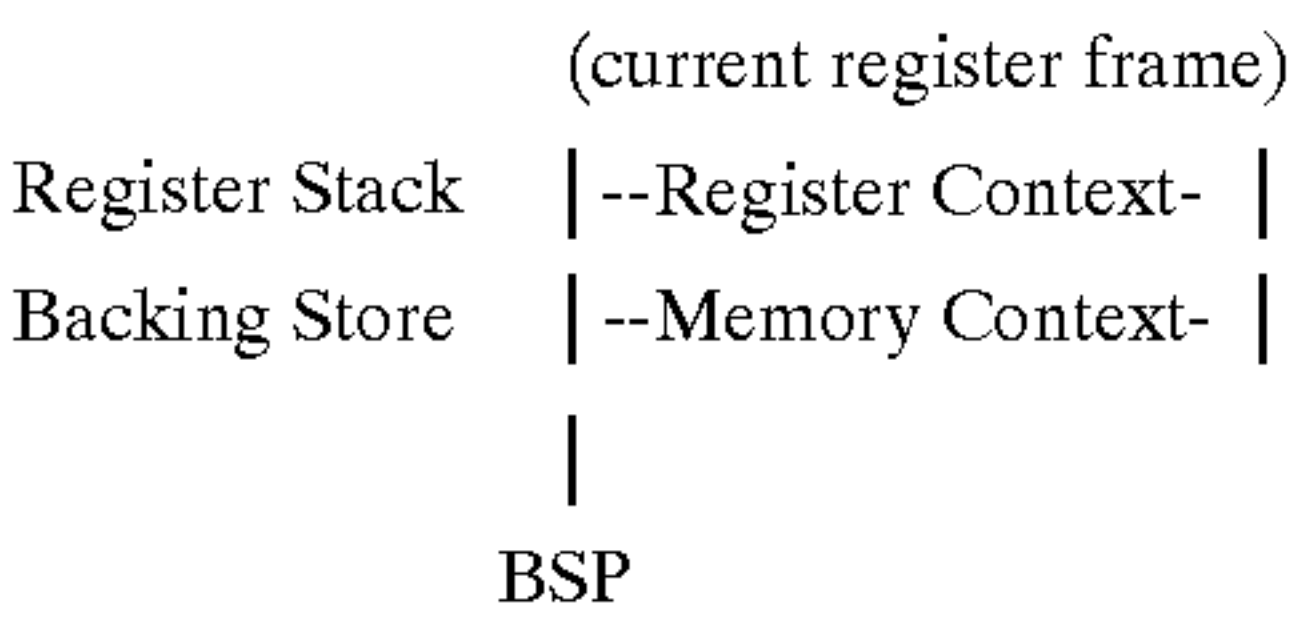 (current register frame)
Register Stack | --Register Context- |
Backing Store | --Memory Context- |
|
BSP